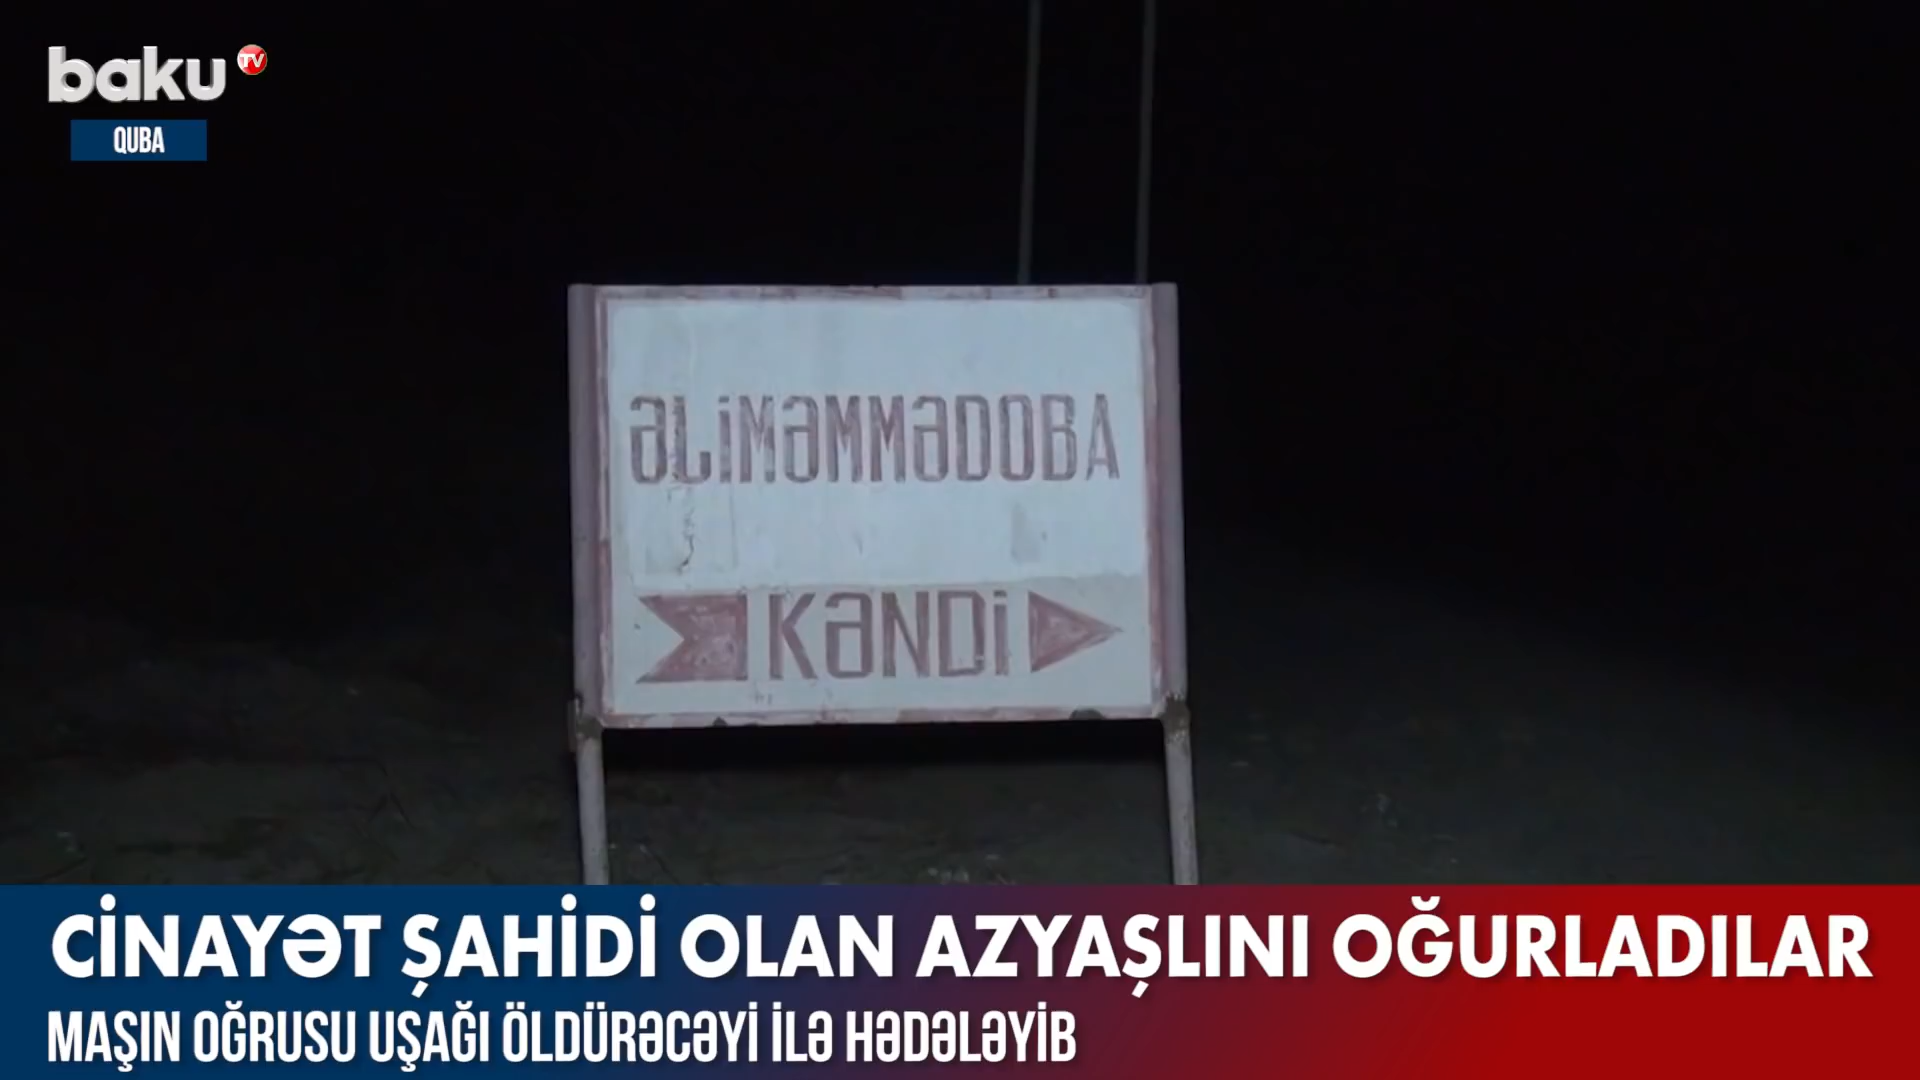 baku TV
QUBA
ƏLİMƏMMƏDOBA
KƏNDİ
CİNAYƏT ŞAHİDİ OLAN AZYAŞLINI OĞURLADILAR
MAŞIN OĞRUSU UŞAĞI ÖLDÜRƏCƏYİ İLƏ HƏDƏLƏYİB